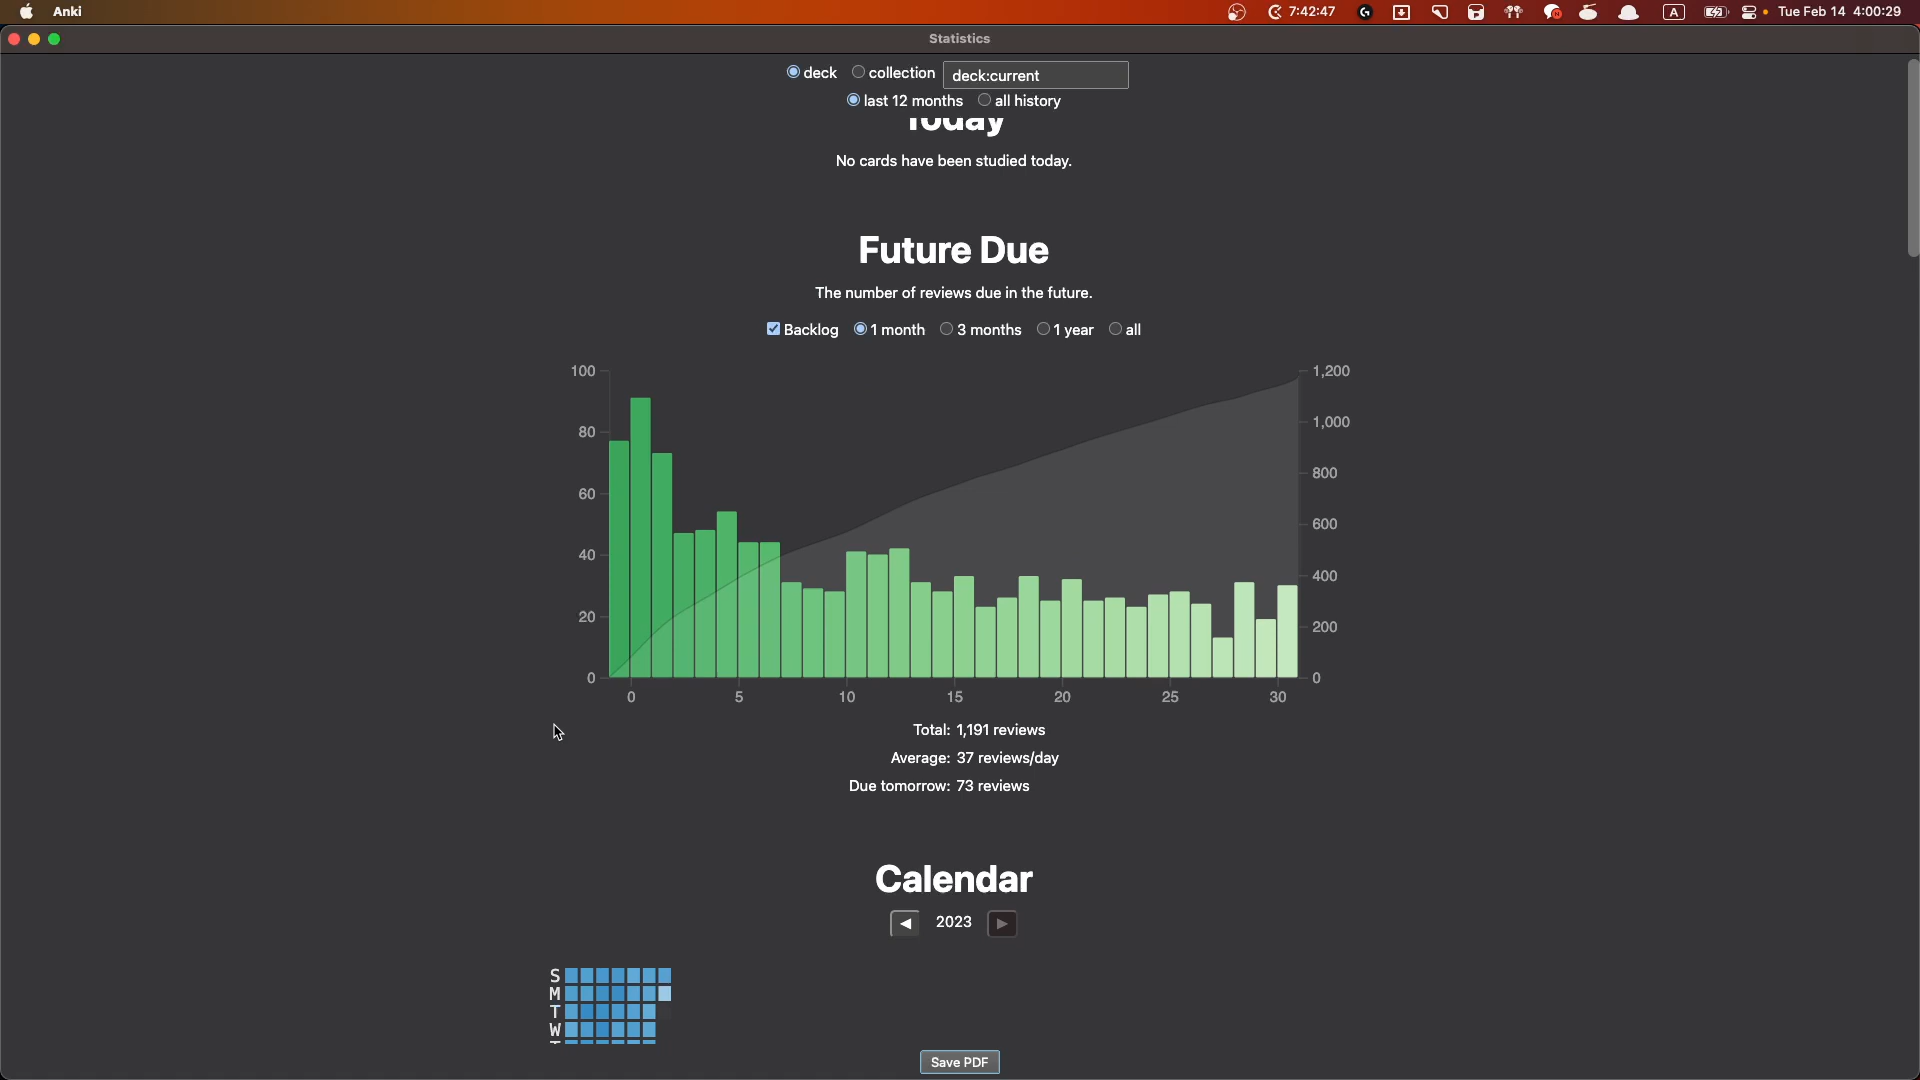 Anki
7:42:47
A
Tue Feb 14 4:00:29
Statistics
deck collection deck:current
last 12 months all history
Today
No cards have been studied today.
Future Due
The number of reviews due in the future.
Backlog 1 month 3 months 1 year all
100 1,200
80 1,000
60 800
40 600
20 400
0 200
0
0 5 10 15 20 25 30
Total: 1,191 reviews
Average: 37 reviews/day
Due tomorrow: 73 reviews
Calendar
◀ 2023 ▶
S
M
T
W
Save PDF